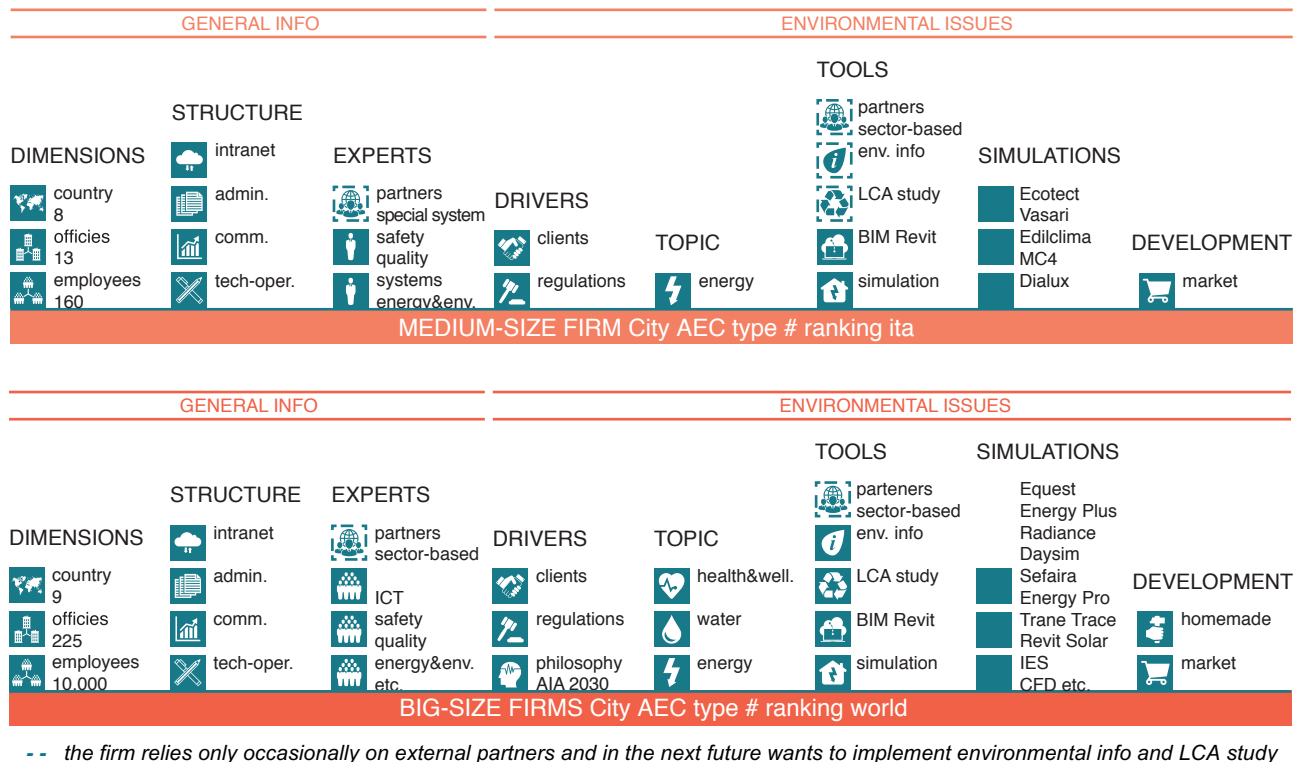 GENERAL INFO
ENVIRONMENTAL ISSUES
DIMENSIONS
country
8
officies
13
employees
160
STRUCTURE
intranet
admin.
comm.
tech-oper.
EXPERTS
partners
special system
safety
quality
systems
energy&env.
DRIVERS
clients
regulations
TOPIC
energy
TOOLS
partners
sector-based
env. info
LCA study
BIM Revit
simulation
SIMULATIONS
Ecotect
Vasari
Edilclima
MC4
Dialux
DEVELOPMENT
market
MEDIUM-SIZE FIRM City AEC type # ranking ita
GENERAL INFO
ENVIRONMENTAL ISSUES
DIMENSIONS
country
9
officies
225
employees
10.000
STRUCTURE
intranet
admin.
comm.
tech-oper.
EXPERTS
partners
sector-based
ICT
safety
quality
energy&env.
etc.
DRIVERS
clients
regulations
philosophy
AIA 2030
TOPIC
health&well.
water
energy
TOOLS
parteners
sector-based
env. info
LCA study
BIM Revit
simulation
SIMULATIONS
Equest
Energy Plus
Radiance
Daysim
Sefaira
Energy Pro
Trane Trace
Revit Solar
IES
CFD etc.
DEVELOPMENT
homemade
market
BIG-SIZE FIRMS City AEC type # ranking world
- - the firm relies only occasionally on external partners and in the next future wants to implement environmental info and LCA study